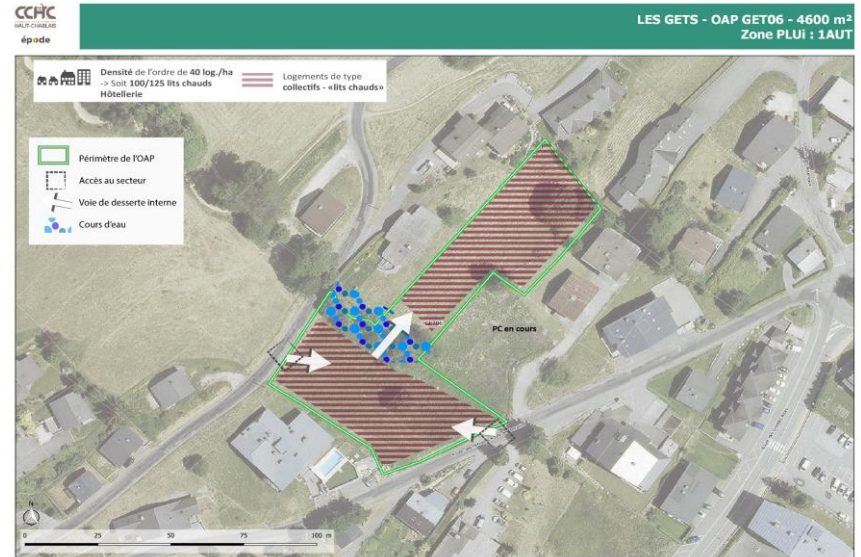 CCHC
HAUT-CHABLAIS
épode
LES GETS - OAP GET06 - 4600 m²
Zone PLUi : 1AUT
Densité de l'ordre de 40 log./ha
-> Soit 100/125 lits chauds
Hôtellerie
Logements de type
collectifs - «lits chauds»
Périmètre de l'OAP
Accès au secteur
Voie de desserte interne
Cours d'eau
PC en cours
N
0 25 50 75 100 m